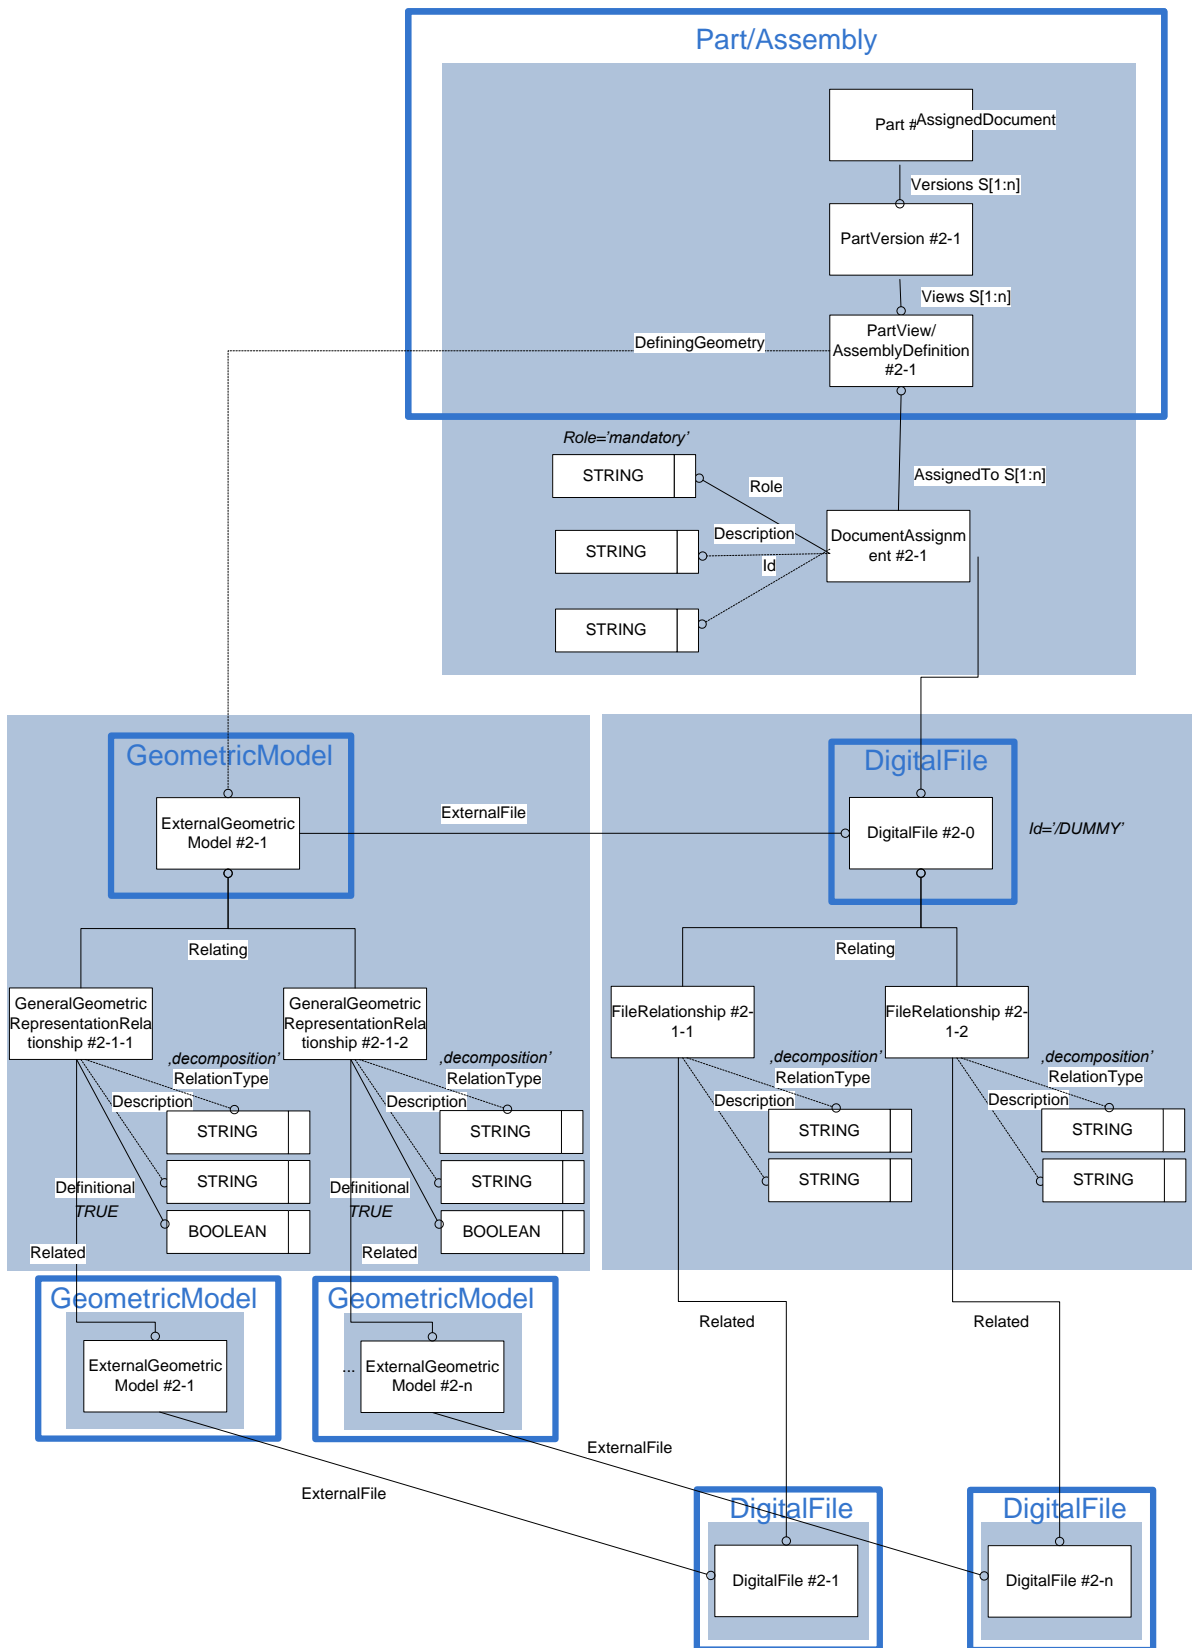 Part/Assembly
Part #
AssignedDocument
Versions S[1:n]
PartVersion #2-1
Views S[1:n]
PartView/
AssemblyDefinition
#2-1
DefiningGeometry
Role='mandatory’
STRING
Role
AssignedTo S[1:n]
Description
DocumentAssignm
ent #2-1
STRING
Id
STRING
GeometricModel
DigitalFile
ExternalGeometric
Model #2-1
ExternalFile
DigitalFile #2-0
Id='/DUMMY’
Relating
Relating
GeneralGeometric
RepresentationRela
tionship #2-1-1
GeneralGeometric
RepresentationRela
tionship #2-1-2
FileRelationship #2-
1-1
FileRelationship #2-
1-2
‚decomposition’
RelationType
Description
STRING
STRING
Definitional
TRUE
BOOLEAN
Related
‚decomposition’
RelationType
Description
STRING
STRING
Definitional
TRUE
BOOLEAN
Related
‚decomposition’
RelationType
Description
STRING
STRING
‚decomposition’
RelationType
Description
STRING
STRING
GeometricModel
GeometricModel
Related
Related
ExternalGeometric
Model #2-1
...
ExternalGeometric
Model #2-n
ExternalFile
ExternalFile
DigitalFile
DigitalFile
DigitalFile #2-1
DigitalFile #2-n